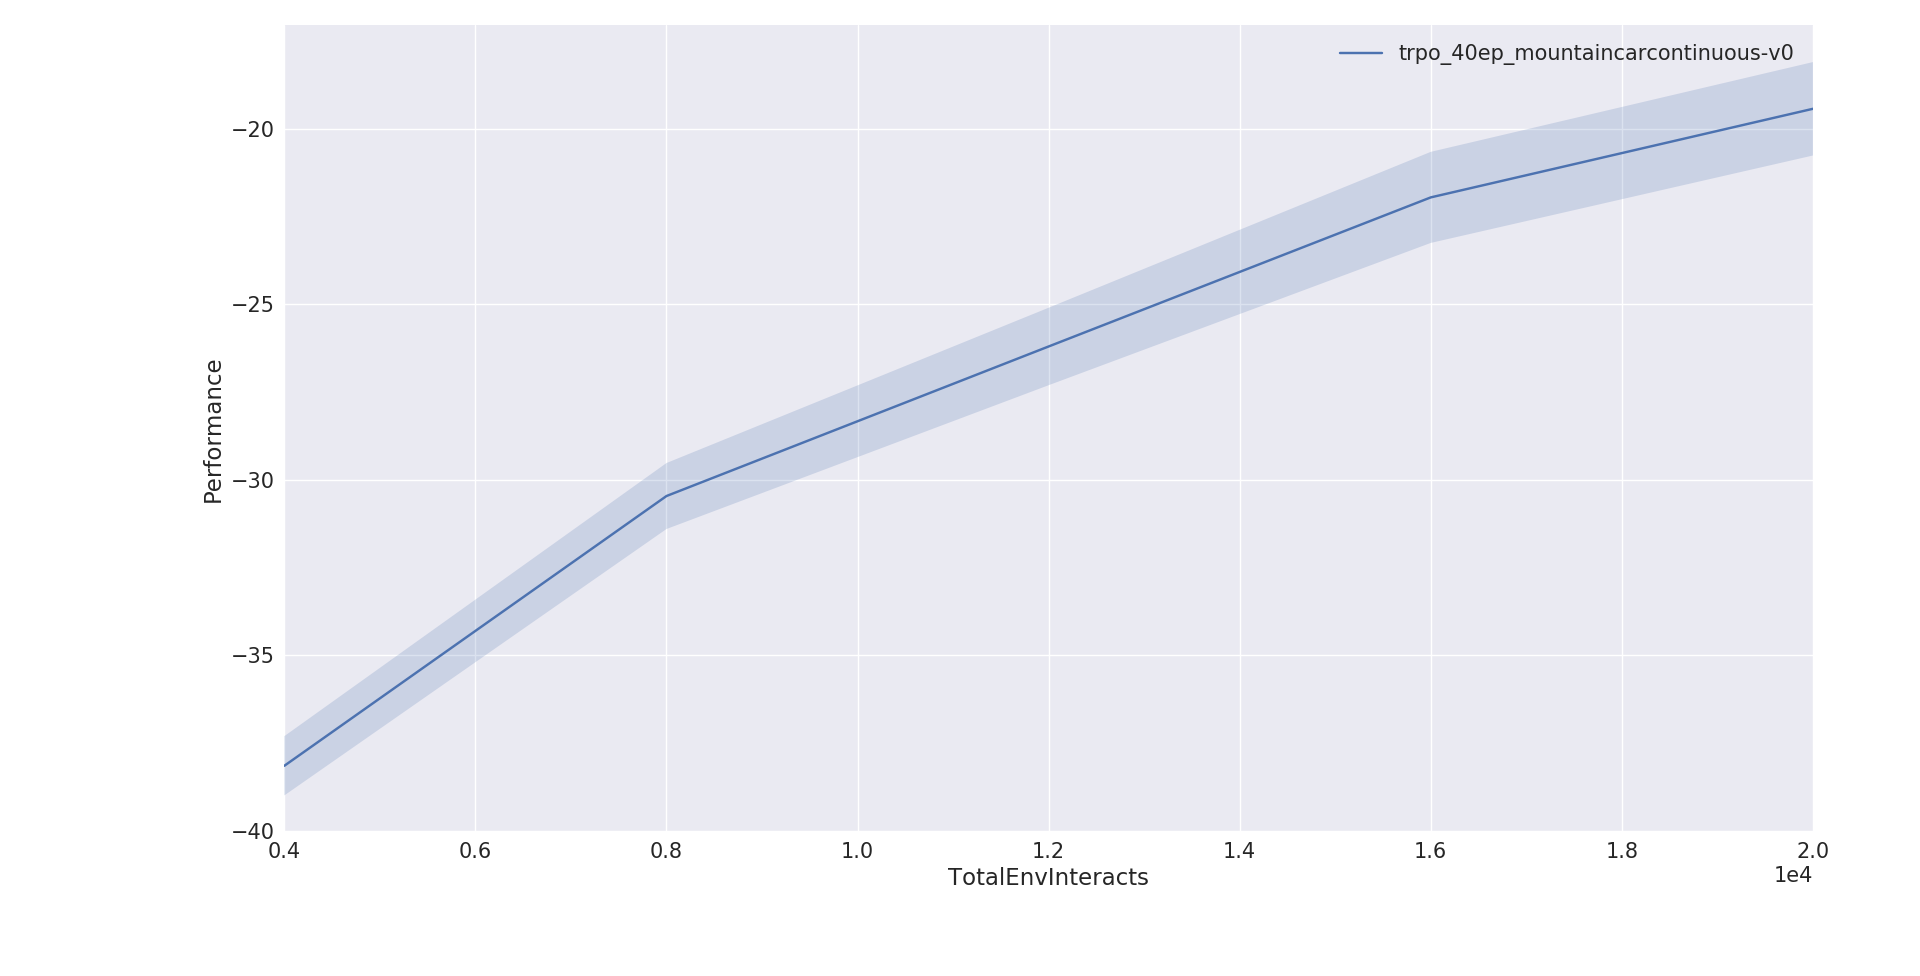 trpo_40ep_mountaincarcontinuous-v0
−20
−25
−30
−35
−40
Performance
0.4 0.6 0.8 1.0 1.2 1.4 1.6 1.8 2.0
1e4
TotalEnvInteracts